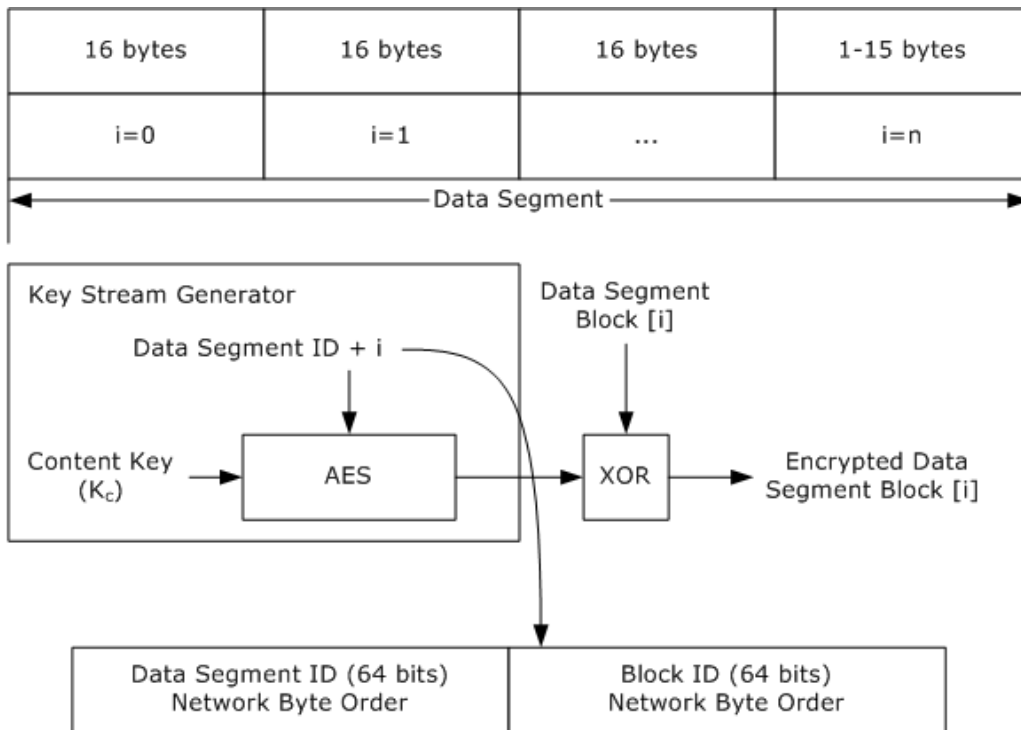 16 bytes
16 bytes
16 bytes
1-15 bytes
i=0
i=1
...
i=n
Data Segment
Key Stream Generator
Data Segment ID + i
Data Segment
Block [i]
Content Key
(Kc)
AES
XOR
Encrypted Data
Segment Block [i]
Data Segment ID (64 bits)
Network Byte Order
Block ID (64 bits)
Network Byte Order